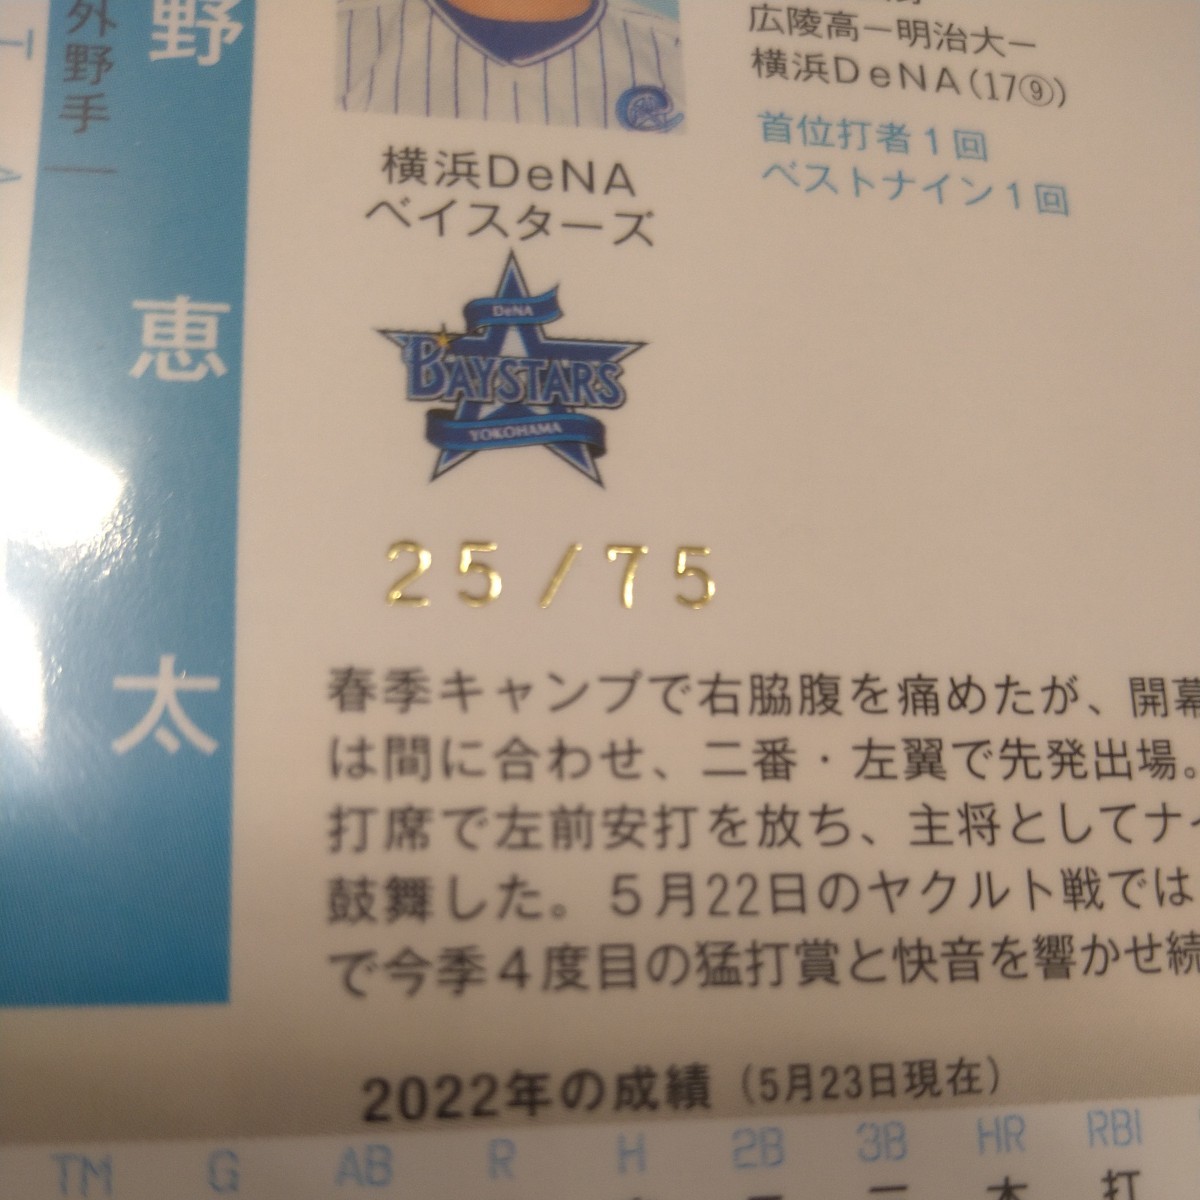 野恵太
外野手
広陵高ー明治大ー
横浜DeNA(17⑨)
首位打者1回
ベストナイン1回
横浜DeNA
ベイスターズ
DeNA
BAYSTARS
YOKOHAMA
25/75
春季キャンプで右脇腹を痛めたが、開幕
は間に合わせ、二番・左翼で先発出場。
打席で左前安打を放ち、主将としてナイ
鼓舞した。5月22日のヤクルト戦では
で今季4度目の猛打賞と快音を響かせ続
2022年の成績(5月23日現在)
TM G AB R H 2B 3B HR RBI